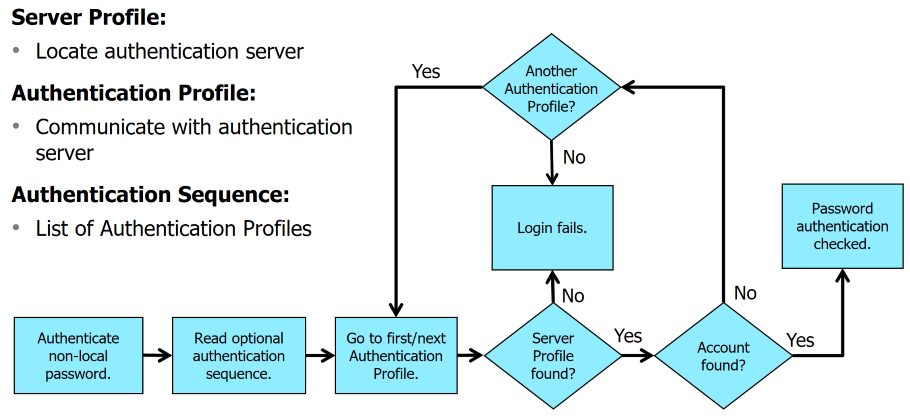 Server Profile:
• Locate authentication server
Authentication Profile:
• Communicate with authentication
server
Authentication Sequence:
• List of Authentication Profiles
Yes
Another
Authentication
Profile?
No
Login fails.
Password
authentication
checked.
No
No
Authenticate
non-local
password.
Read optional
authentication
sequence.
Go to first/next
Authentication
Profile.
Server
Profile
found?
Yes
Account
found?
Yes